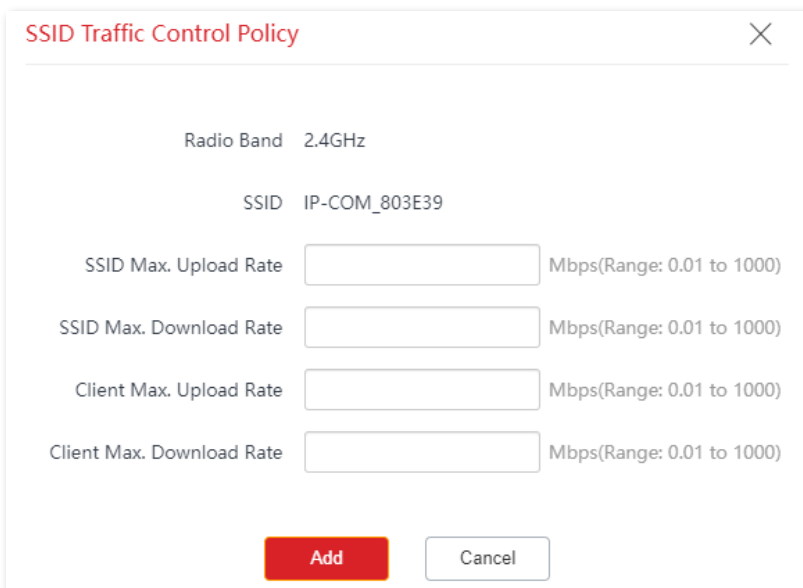 SSID Traffic Control Policy
Radio Band 2.4GHz
SSID IP-COM_803E39
SSID Max. Upload Rate Mbps(Range: 0.01 to 1000)
SSID Max. Download Rate Mbps(Range: 0.01 to 1000)
Client Max. Upload Rate Mbps(Range: 0.01 to 1000)
Client Max. Download Rate Mbps(Range: 0.01 to 1000)
Add Cancel